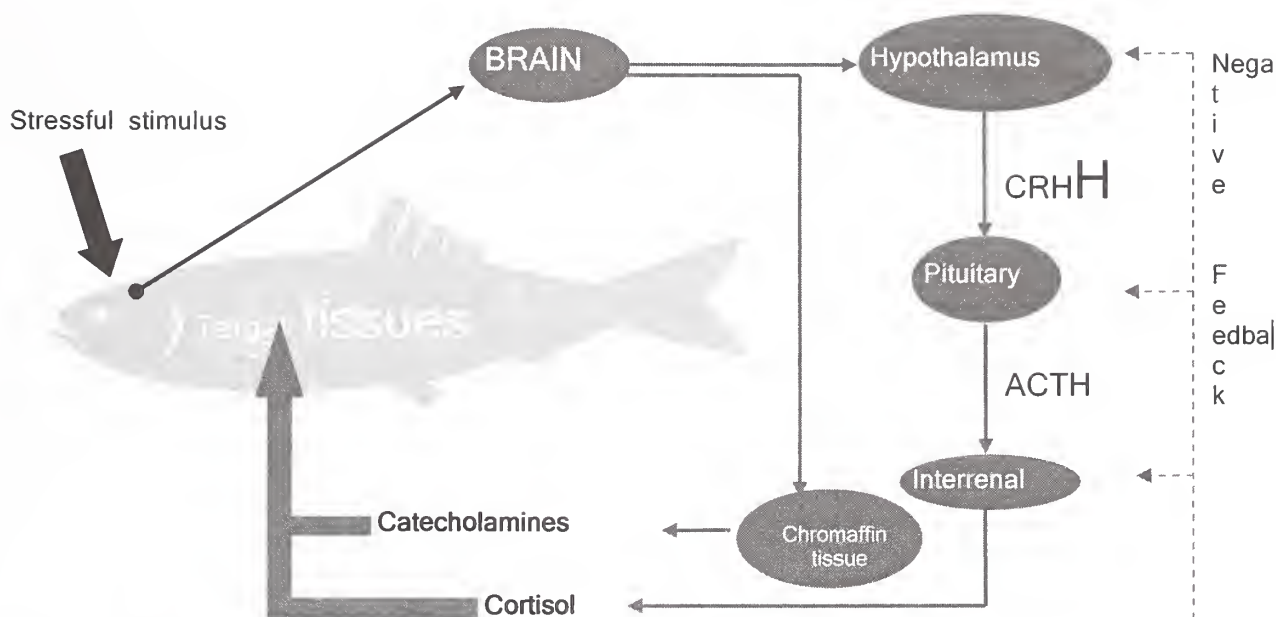 BRAIN
Hypothalamus
Stressful stimulus
Nega
t
i
v
e
CRHH
Pituitary
F
e
edba
c
k
tissues
ACTH
Interrenal
Catecholamines
Chromaffin
tissue
Cortisol